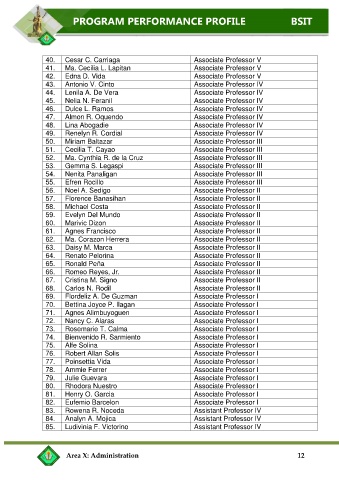 PROGRAM PERFORMANCE PROFILE BSIT
40. Cesar C. Carriaga Associate Professor V
41. Ma. Cecilia L. Lapitan Associate Professor V
42. Edna D. Vida Associate Professor V
43. Antonio V. Cinto Associate Professor IV
44. Lenila A. De Vera Associate Professor IV
45. Nelia N. Feranil Associate Professor IV
46. Dulce L. Ramos Associate Professor IV
47. Almon R. Oquendo Associate Professor IV
48. Lina Abogadie Associate Professor IV
49. Renelyn R. Cordial Associate Professor IV
50. Miriam Baltazar Associate Professor III
51. Cecilia T. Cayao Associate Professor III
52. Ma. Cynthia R. de la Cruz Associate Professor III
53. Gemma S. Legaspi Associate Professor III
54. Nenita Panaligan Associate Professor III
55. Efren Rocillo Associate Professor III
56. Noel A. Sedigo Associate Professor II
57. Florence Banasihan Associate Professor II
58. Michael Costa Associate Professor II
59. Evelyn Del Mundo Associate Professor II
60. Marivic Dizon Associate Professor II
61. Agnes Francisco Associate Professor II
62. Ma. Corazon Herrera Associate Professor II
63. Daisy M. Marca Associate Professor II
64. Renato Pelorina Associate Professor II
65. Ronald Peña Associate Professor II
66. Romeo Reyes, Jr. Associate Professor II
67. Cristina M. Signo Associate Professor II
68. Carlos N. Rodil Associate Professor II
69. Flordeliz A. De Guzman Associate Professor I
70. Bettina Joyce P. Ilagan Associate Professor I
71. Agnes Alimbuyoguen Associate Professor I
72. Nancy C. Alaras Associate Professor I
73. Rosemarie T. Calma Associate Professor I
74. Bienvenido R. Sarmiento Associate Professor I
75. Alfe Solina Associate Professor I
76. Robert Allan Solis Associate Professor I
77. Poinsettia Vida Associate Professor I
78. Ammie Ferrer Associate Professor I
79. Julie Guevara Associate Professor I
80. Rhodora Nuestro Associate Professor I
81. Henry O. Garcia Associate Professor I
82. Eufemio Barcelon Associate Professor I
83. Rowena R. Noceda Assistant Professor IV
84. Analyn A. Mojica Assistant Professor IV
85. Ludivinia F. Victorino Assistant Professor IV
Area X: Administration 12